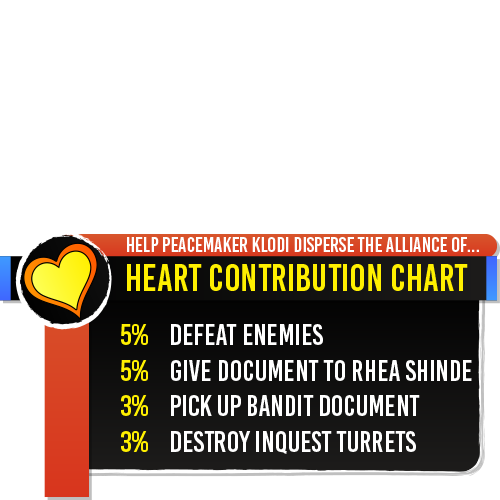 HELP PEACEMAKER KLODI DISPERSE THE ALLIANCE OF...
HEART CONTRIBUTION CHART
5% DEFEAT ENEMIES
5% GIVE DOCUMENT TO RHEA SHINDE
3% PICK UP BANDIT DOCUMENT
3% DESTROY INQUEST TURRETS